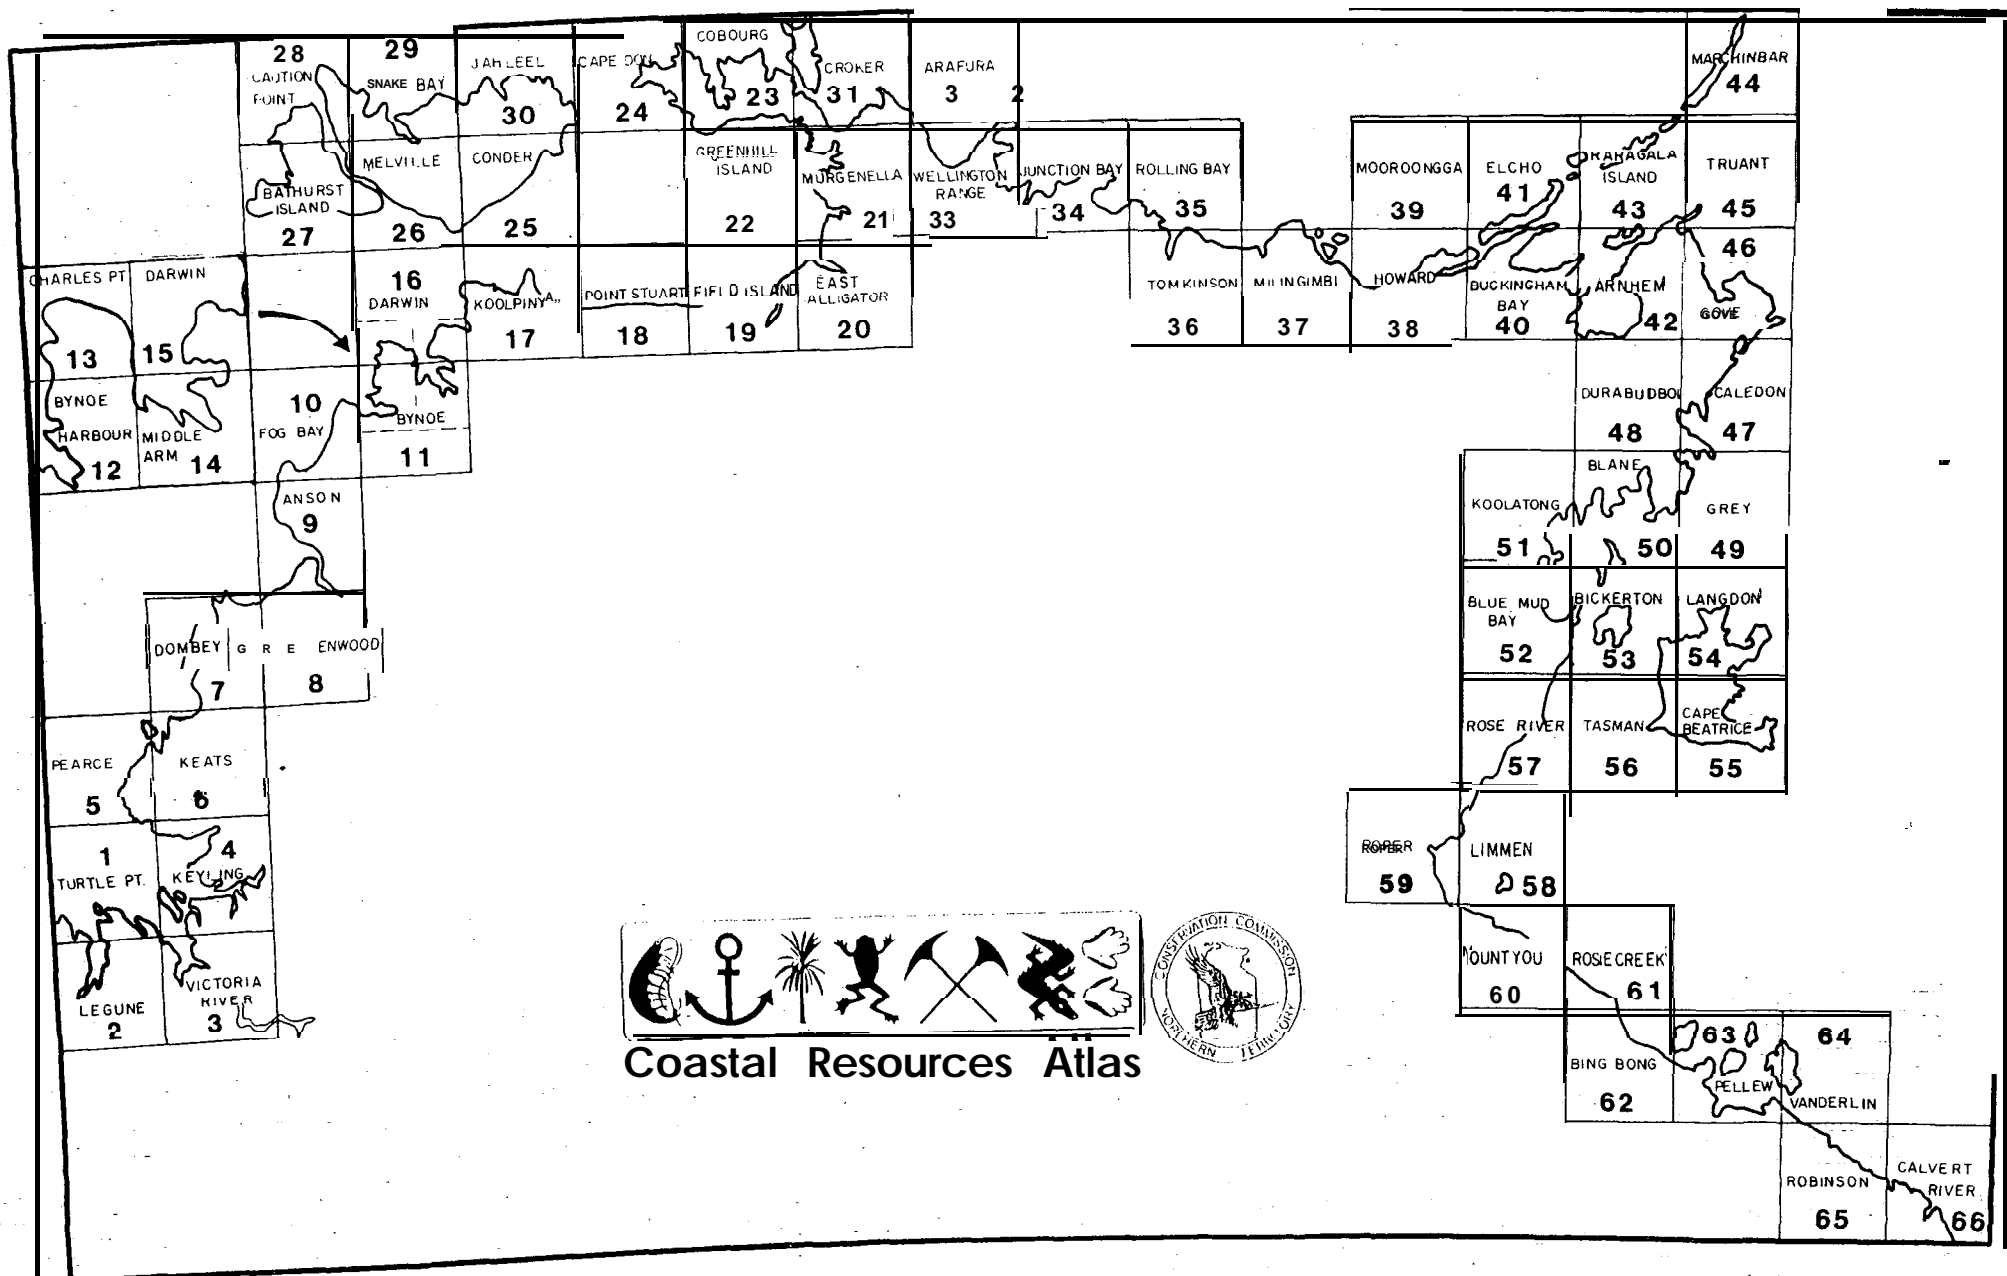 28
CAUTION
POINT
29
SNAKE BAY
JAHLEEL
30
CAPE DON
24
COBOURG
23
CROKER
31
ARAFURA
3 2
MARCHINBAR
44
BATHURST
ISLAND
27
MELVILLE
26
CONDER
25
GREENHILL
ISLAND
22
MURGENELLA
21
WELLINGTON
RANGE
33
JUNCTION BAY
34
ROLLING BAY
35
MOOROONGGA
39
ELCHO
41
ISLAND
43
TRUANT
45
CHARLES PT
13
DARWIN
15
16
DARWIN
KOOLPINYA
17
POINT STUART
18
FIELD ISLAND
19
EAST
ALLIGATOR
20
TOMKINSON
36
MILINGIMBI
37
HOWARD
38
BUCKINGHAM
BAY
40
ARNHEM
42
46
GOVE
BYNOE
HARBOUR
12
MIDDLE
ARM 14
10
FOG BAY
BYNOE
11
DURABUDBOI
48
CALEDON
47
ANSON
9
KOOLATONG
51
BLANE
50
GREY
49
DOMBEY
7
GREENWOOD
8
BLUE MUD
BAY
52
BICKERTON
53
LANGDON
54
PEARCE
5
KEATS
6
ROSE RIVER
57
TASMAN
56
CAPE
BEATRICE
55
1
TURTLE PT.
4
KEYLING
ROPER
59
LIMMEN
58
LEGUNE
2
VICTORIA
RIVER
3
OUNT YOU
60
ROSIE CREEK
61
CONSERVATION COMMISSION
NORTHERN TERRITORY
Coastal Resources Atlas
BING BONG
62
63
PELLEW
64
VANDERLIN
ROBINSON
65
CALVERT
RIVER
66